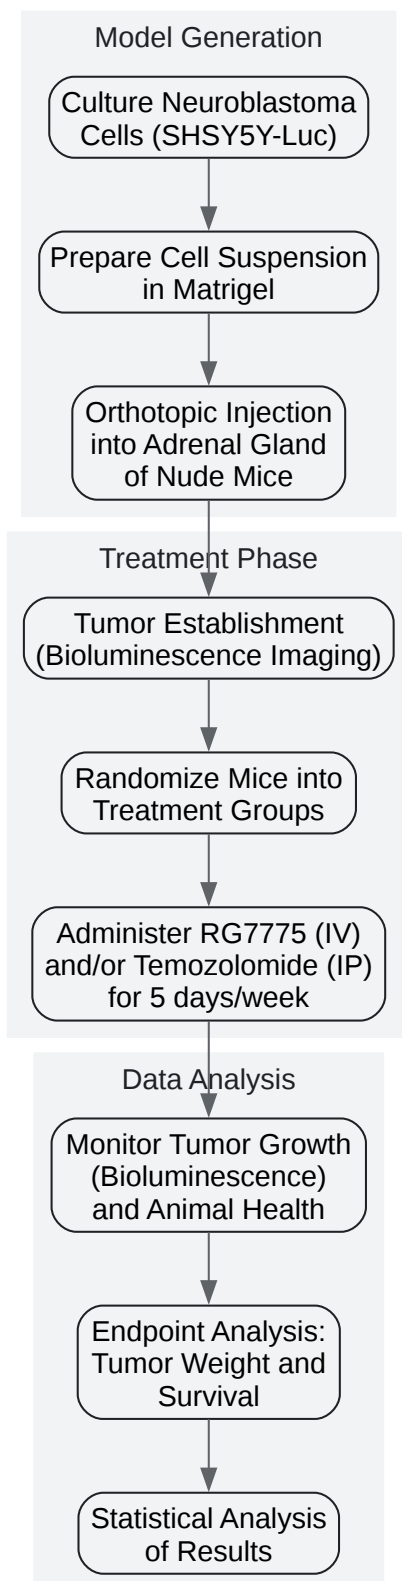 Model Generation
Culture Neuroblastoma
Cells (SHSY5Y-Luc)
Prepare Cell Suspension
in Matrigel
Orthotopic Injection
into Adrenal Gland
of Nude Mice
Treatment Phase
Tumor Establishment
(Bioluminescence Imaging)
Randomize Mice into
Treatment Groups
Administer RG7775 (IV)
and/or Temozolomide (IP)
for 5 days/week
Data Analysis
Monitor Tumor Growth
(Bioluminescence)
and Animal Health
Endpoint Analysis:
Tumor Weight and
Survival
Statistical Analysis
of Results